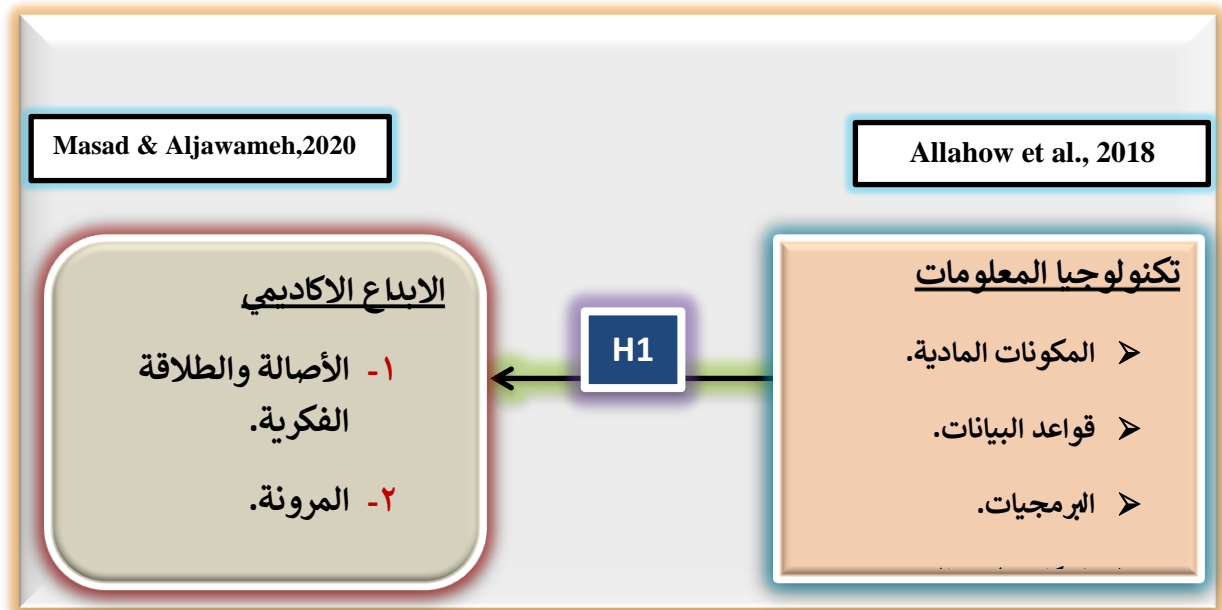 Allahow et al., 2018
Masad & Aljawameh,2020
تكنولوجيا المعلومات
المكونات المادية.
قواعد البيانات.
البرمجيات.
H1
الابداع الاكاديمي
١- الأصالة والطلاقة
الفكرية.
٢- المرونة.